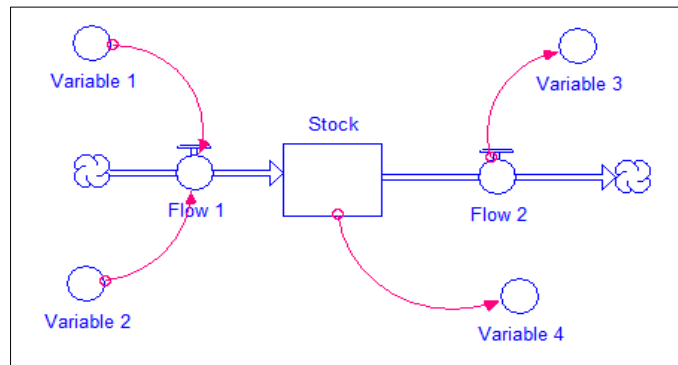 Variable 1
Variable 3
Stock
Flow 1
Flow 2
Variable 2
Variable 4